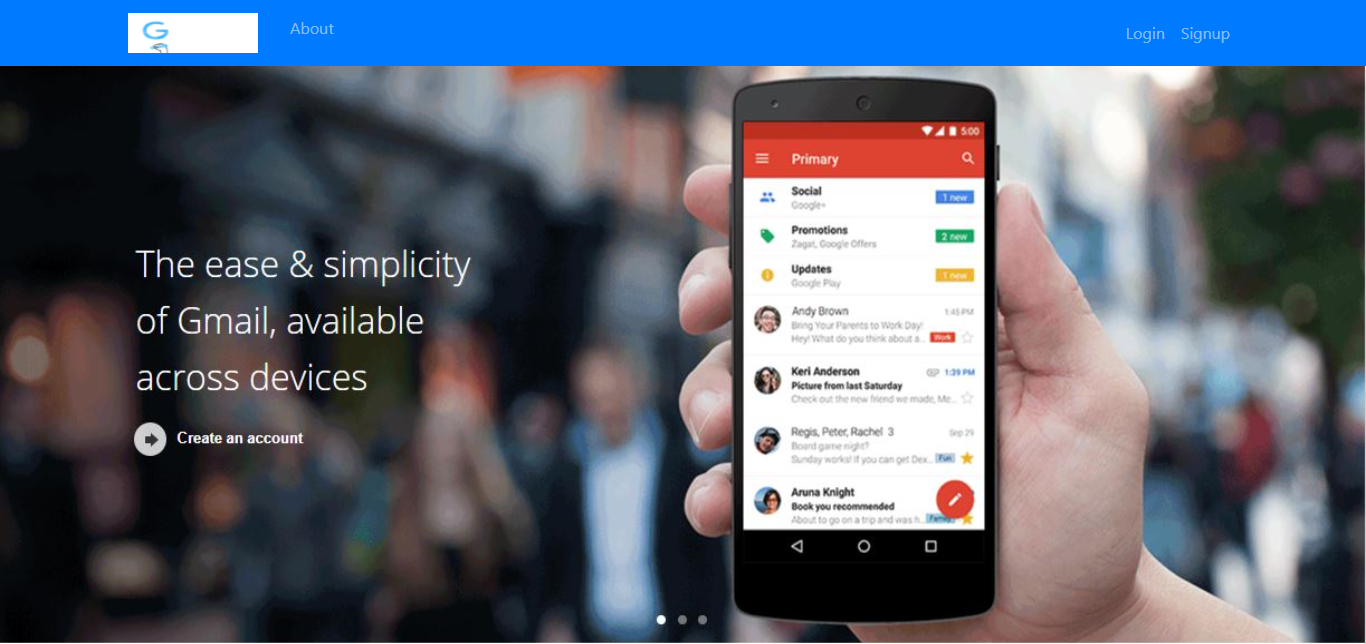 G
About
Login
Signup
The ease & simplicity
of Gmail, available
across devices
Create an account
5:00
Primary
Social
Google+
1 new
Promotions
Zagat, Google Offers
2 new
Updates
Google Play
1 new
Andy Brown
1:45 PM
Bring Your Parents to Work Day!
Hey! What do you think about a...
Work
Keri Anderson
1:39 PM
Picture from last Saturday
Check out the new friend we made, Me...
Regis, Peter, Rachel 3
Sep 29
Board game night?
Sunday works! If you can get Dex...
Fun
Aruna Knight
Book you recommended
About to go on a trip and was h...